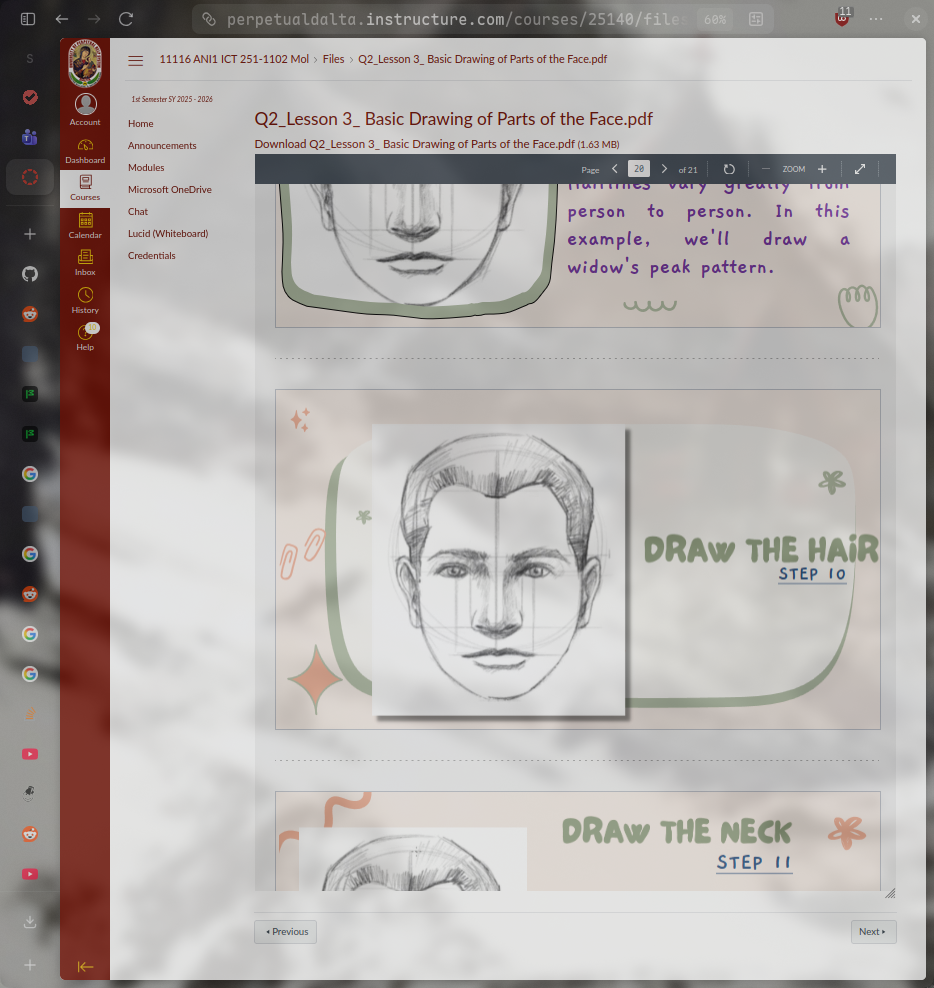 perpetualdalta.instructure.com/courses/25140/files
60%
11
S
11116 ANI1 ICT 251-1102 Mol › Files › Q2_Lesson 3_ Basic Drawing of Parts of the Face.pdf
Account
Dashboard
Courses
Calendar
Inbox
History
10
Help
1st Semester SY 2025 - 2026
Home
Announcements
Modules
Microsoft OneDrive
Chat
Lucid (Whiteboard)
Credentials
Q2_Lesson 3_ Basic Drawing of Parts of the Face.pdf
Download Q2_Lesson 3_ Basic Drawing of Parts of the Face.pdf (1.63 MB)
Page 20 of 21 ZOOM
Hairlines vary greatly from
person to person. In this
example, we'll draw a
widow's peak pattern.
DRAW THE HAIR
STEP 10
DRAW THE NECK
STEP 11
Previous
Next